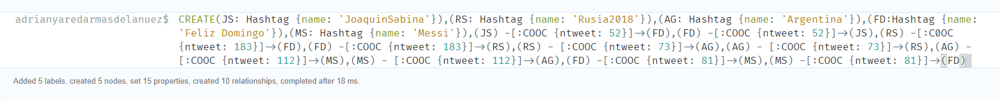 adrianyaredarmasdelanuez$ CREATE(JS: Hashtag {name: 'JoaquinSabina'}),(RS: Hashtag {name: 'Rusia2018'}),(AG: Hashtag {name: 'Argentina'}),(FD:Hashtag {name:
'Feliz Domingo'}),(MS: Hashtag {name: 'Messi'}),(JS) -[:COOC {ntweet: 52}]→(FD),(FD) -[:COOC {ntweet: 52}]→(JS),(RS) -[:C0OC
{ntweet: 183}]→(FD),(FD) -[:COOC {ntweet: 183}]→(RS),(RS) - [:COOC {ntweet: 73}]→(AG),(AG) - [:COOC {ntweet: 73}]→(RS),(AG) -
[:COOC {ntweet: 112}]→(MS),(MS) - [:COOC {ntweet: 112}]→(AG),(FD) -[:COOC {ntweet: 81}]→(MS),(MS) -[:COOC {ntweet: 81}]→(FD)
Added 5 labels, created 5 nodes, set 15 properties, created 10 relationships, completed after 18 ms.